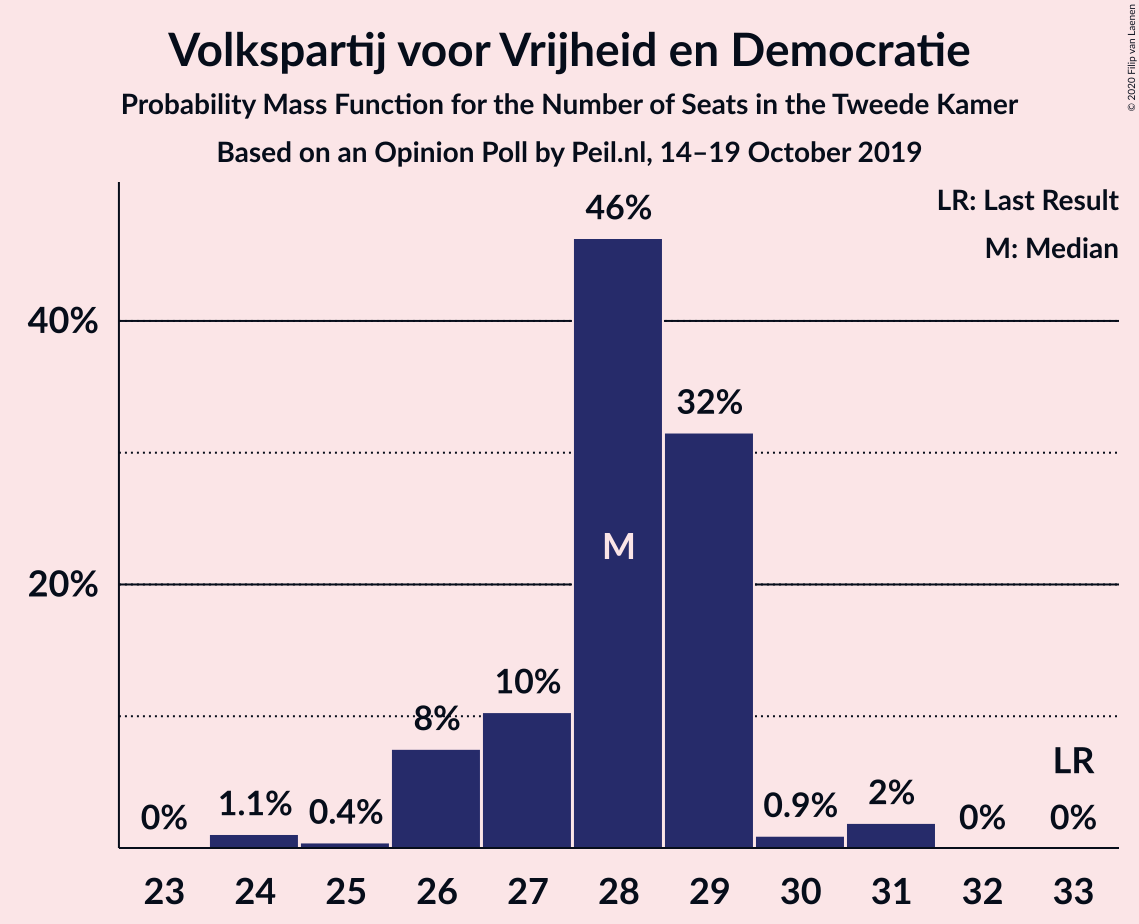 Volkspartij voor Vrijheid en Democratie
Probability Mass Function for the Number of Seats in the Tweede Kamer
Based on an Opinion Poll by Peil.nl, 14–19 October 2019
© 2020 Filip van Laenen
LR: Last Result
M: Median
40%
20%
0%
1.1%
0.4%
8%
10%
46%
M
32%
0.9%
2%
0%
LR
0%
23 24 25 26 27 28 29 30 31 32 33